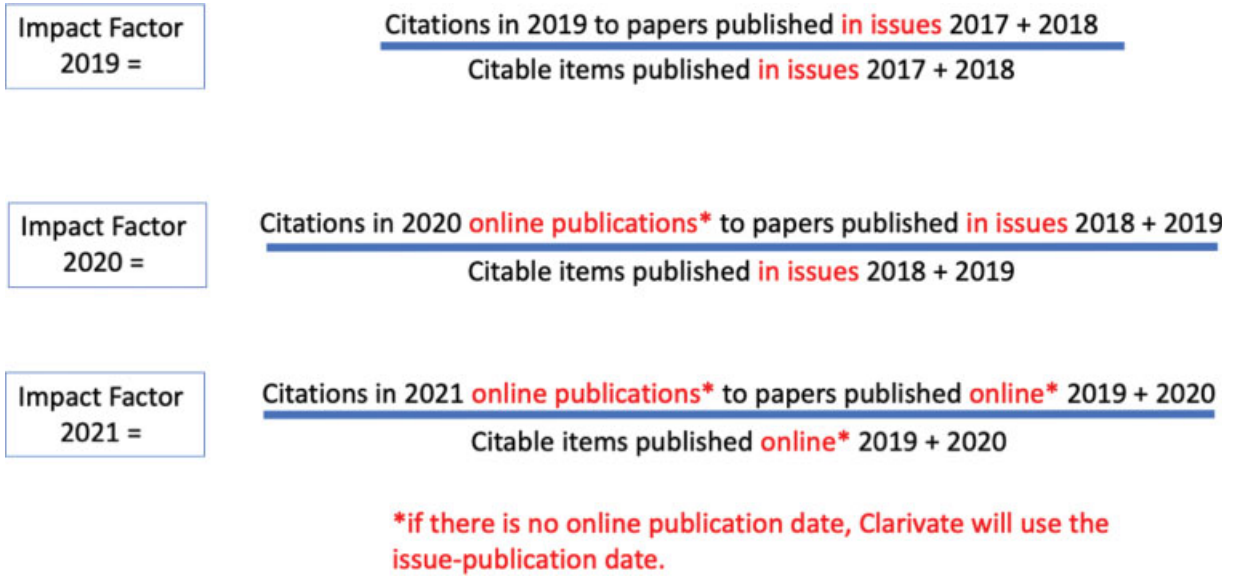 Impact Factor
2019 =
Citations in 2019 to papers published in issues 2017 + 2018
Citable items published in issues 2017 + 2018
Impact Factor
2020 =
Citations in 2020 online publications* to papers published in issues 2018 + 2019
Citable items published in issues 2018 + 2019
Impact Factor
2021 =
Citations in 2021 online publications* to papers published online* 2019 + 2020
Citable items published online* 2019 + 2020
*if there is no online publication date, Clarivate will use the
issue-publication date.